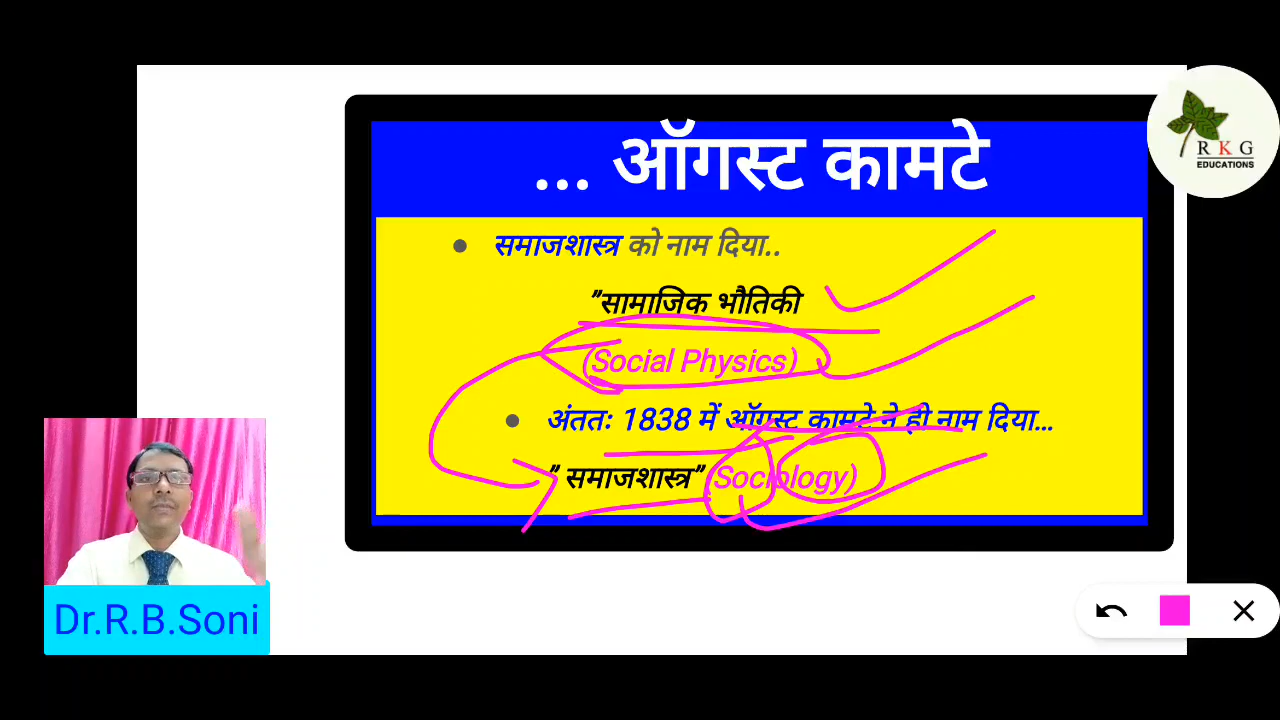 ... ऑगस्ट कामटे
R K G
EDUCATIONS
समाजशास्त्र को नाम दिया..
"सामाजिक भौतिकी
(Social Physics)
अंततः 1838 में ऑगस्ट कामटे ने ही नाम दिया...
" समाजशास्त्र" (Sociology)
Dr.R.B.Soni